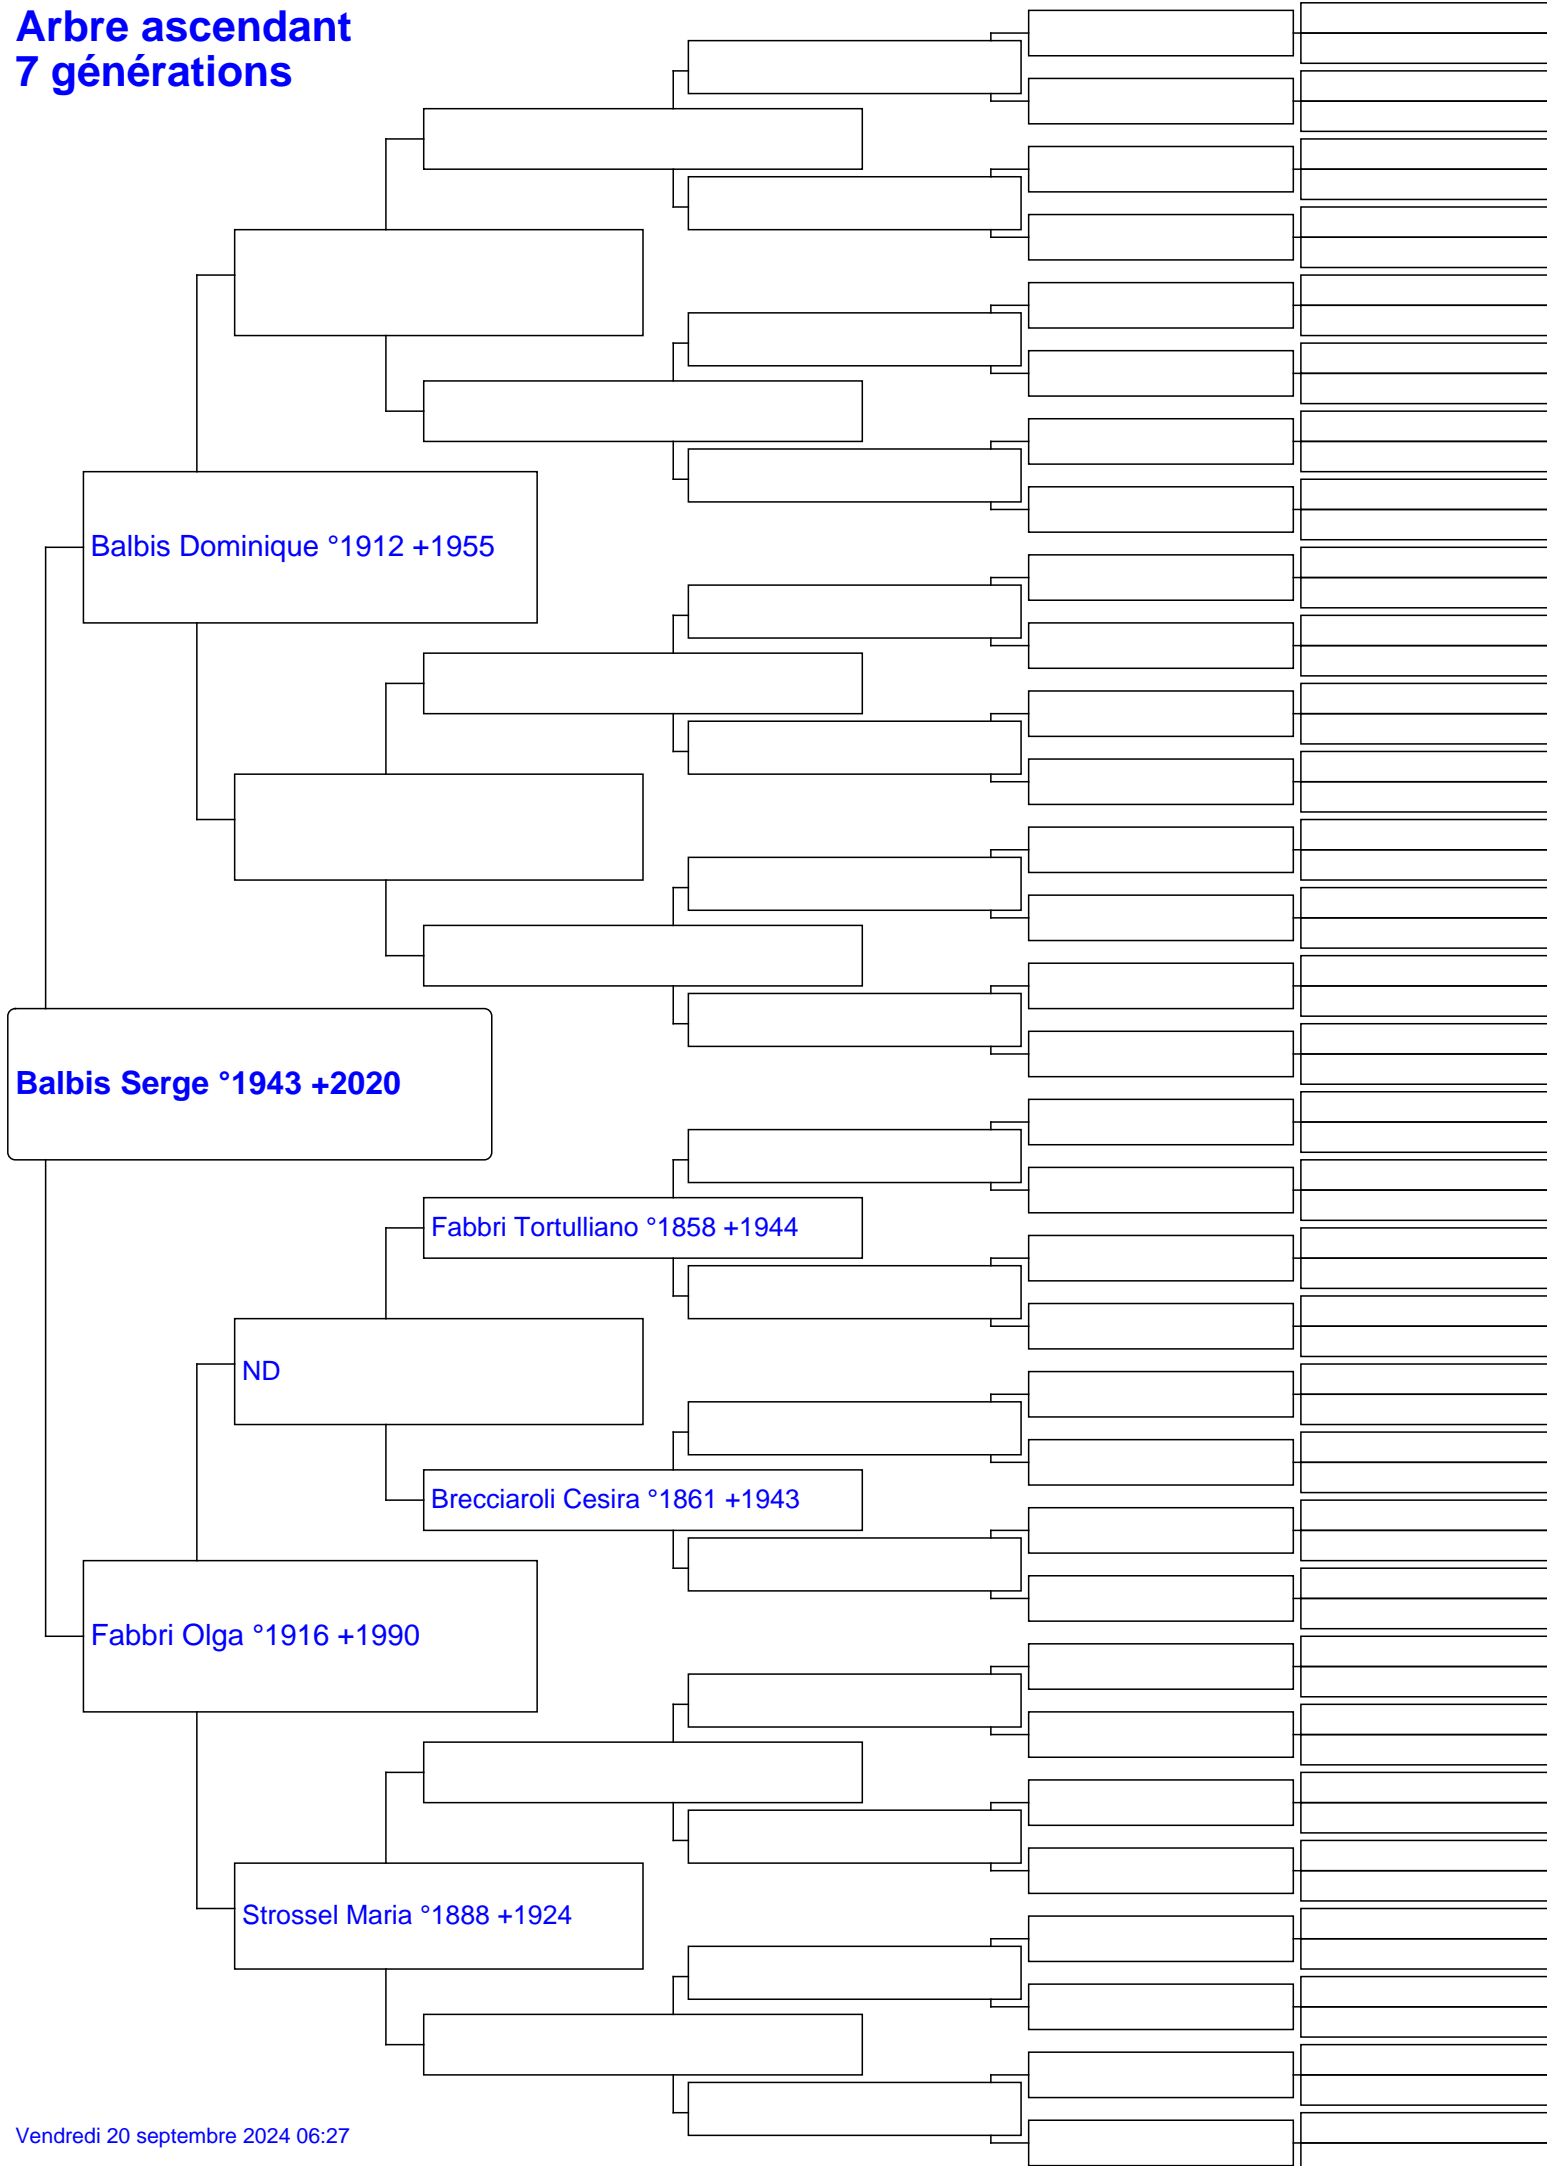 Arbre ascendant
7 générations
Balbis Dominique °1912 +1955
Balbis Serge °1943 +2020
Fabbri Tortulliano °1858 +1944
ND
Brecciaroli Cesira °1861 +1943
Fabbri Olga °1916 +1990
Strossel Maria °1888 +1924
Vendredi 20 septembre 2024 06:27